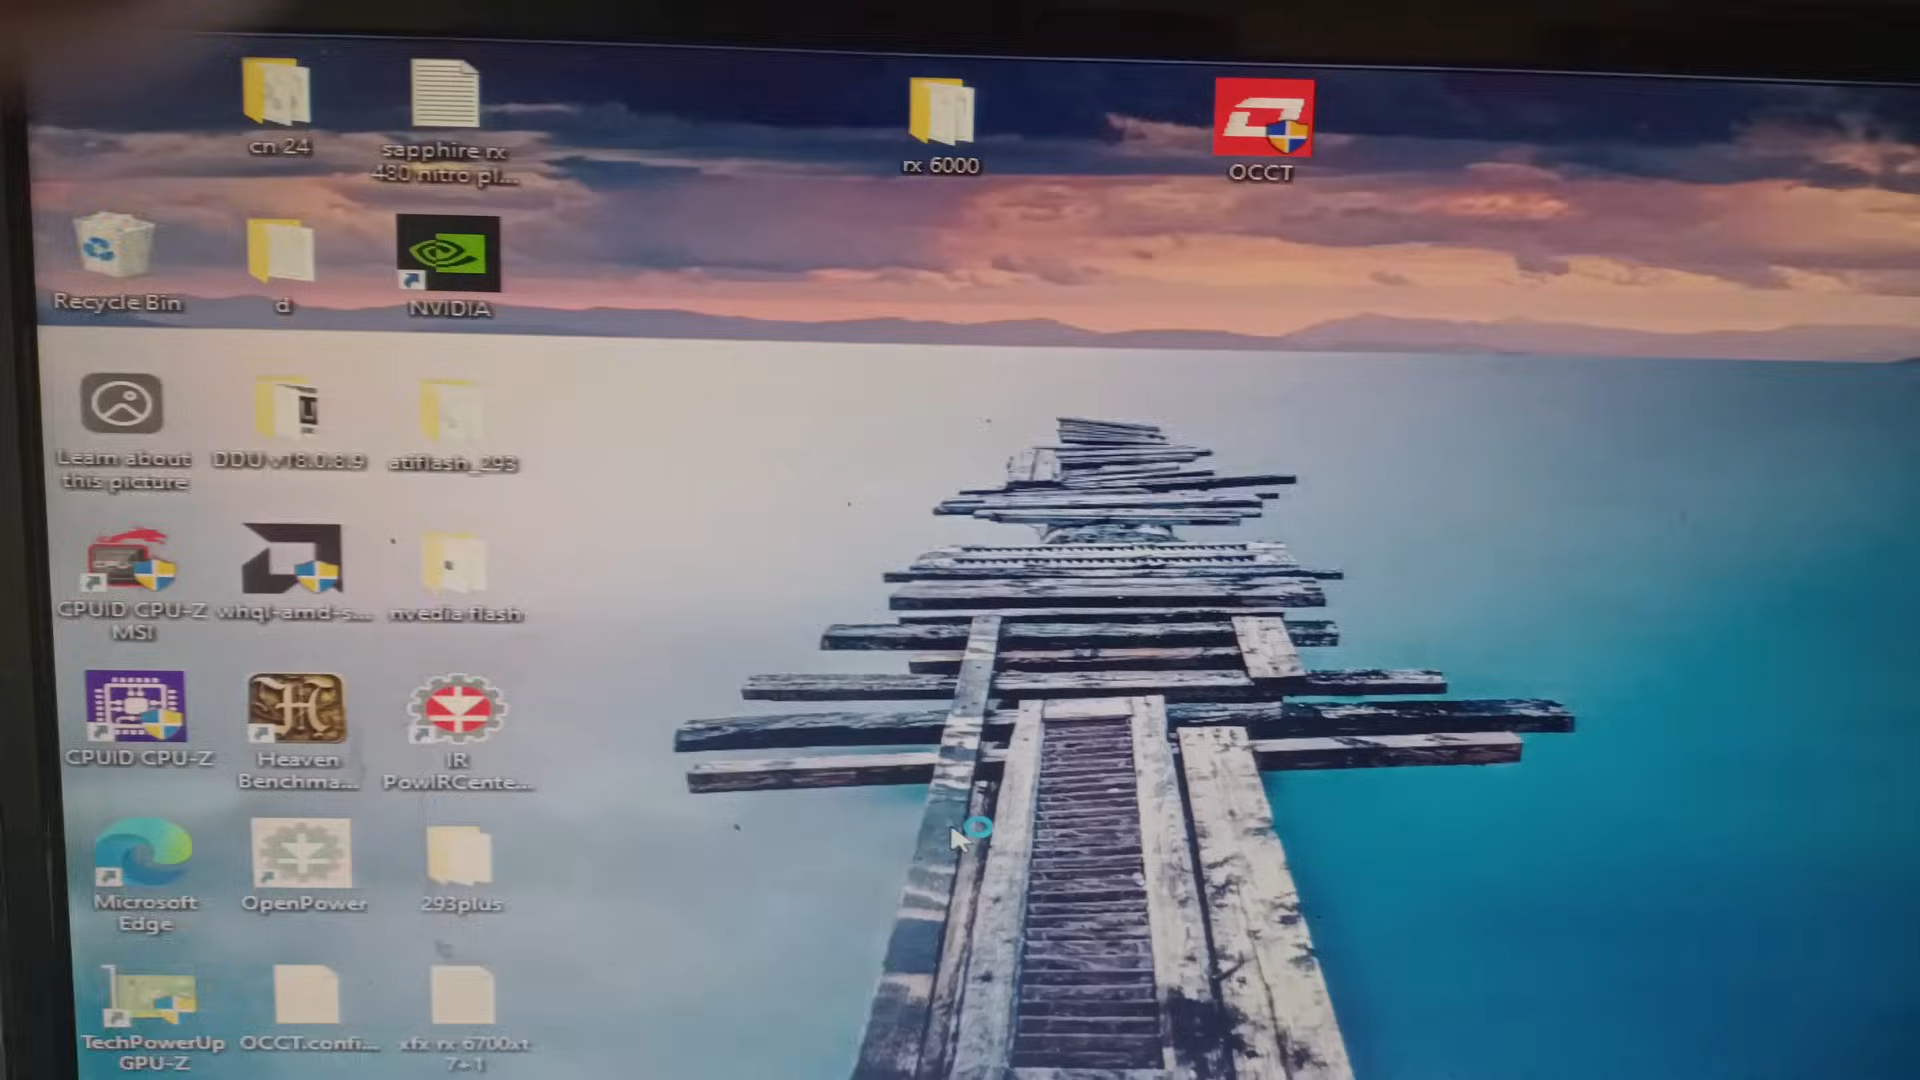 cn 24
sapphire rx
480 nitro pl...
rx 6000
OCCT
Recycle Bin
d
NVIDIA
Learn about
this picture
DDU v18.0.8.9
atiflash_293
CPUID CPU-Z
MSI
whql-amd-s...
nvedia flash
CPUID CPU-Z
Heaven
Benchma...
IR
PowIRCente...
Microsoft
Edge
OpenPower
293plus
TechPowerUp
GPU-Z
OCCT.confi...
xfx rx 6700xt
7+1